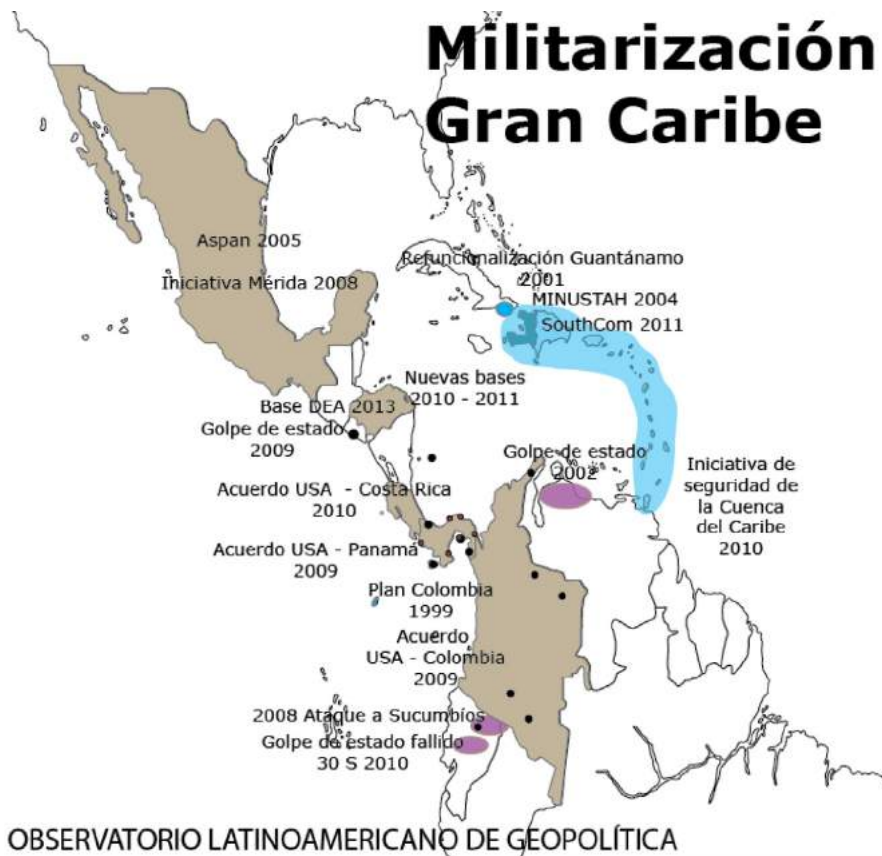 Militarización
Gran Caribe
Aspan 2005
Iniciativa Mérida 2008
Refuncionalización Guantánamo
2001
MINUSTAH 2004
SouthCom 2011
Nuevas bases
2010 - 2011
Base DEA 2013
Golpe de estado
2009
Golpe de estado
2002
Acuerdo USA - Costa Rica
2010
Iniciativa de
seguridad de
la Cuenca
del Caribe
2010
Acuerdo USA - Panamá
2009
Plan Colombia
1999
Acuerdo
USA - Colombia
2009
2008 Ataque a Sucumbíos
Golpe de estado fallido
30 S 2010
OBSERVATORIO LATINOAMERICANO DE GEOPOLÍTICA